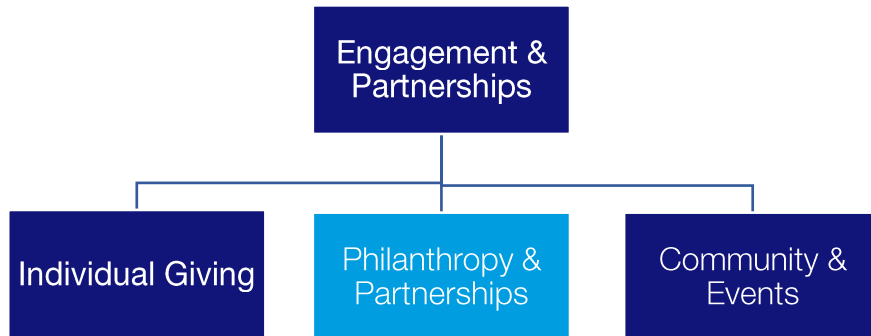 Engagement &
Partnerships
Individual Giving
Philanthropy &
Partnerships
Community &
Events